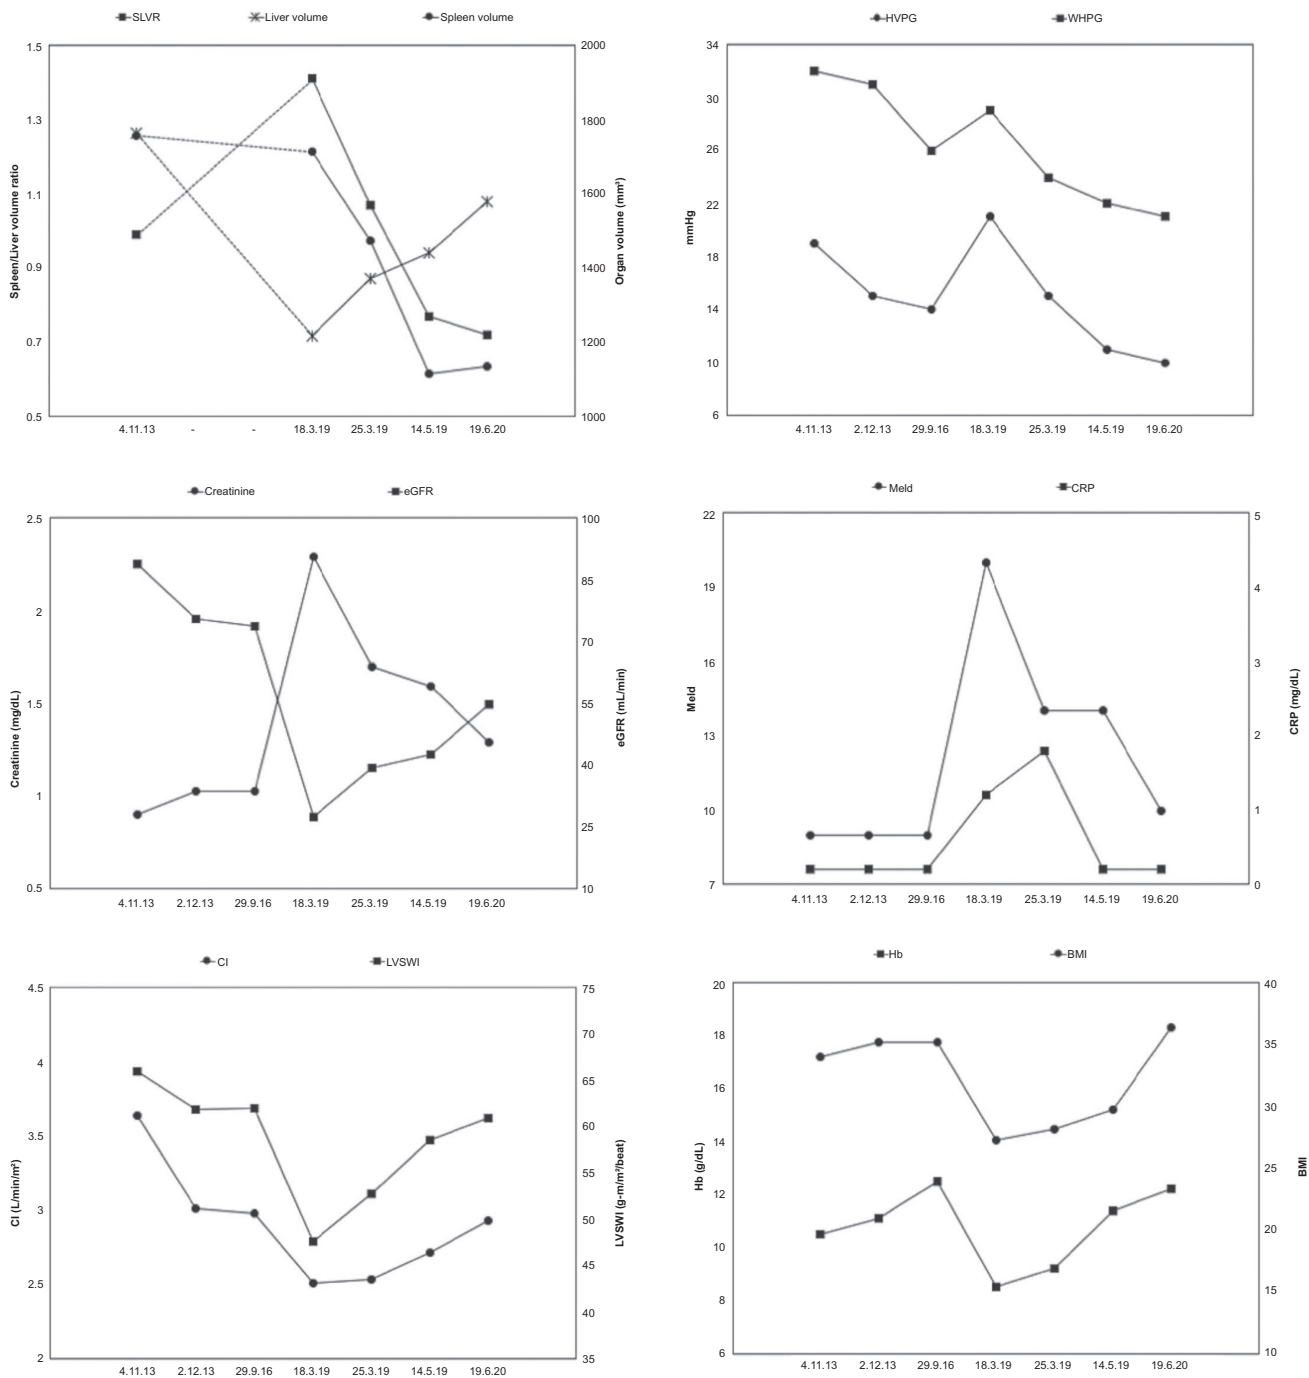 SLVR Liver volume Spleen volume
1.5 2000
1.3 1800
1.1 1600
0.9 1400
0.7 1200
0.5 1000
Spleen/Liver volume ratio
Organ volume (mm³)
4.11.13 - - 18.3.19 25.3.19 14.5.19 19.6.20
HVPG WHPG
34
30
26
22
18
14
10
6
mmHg
4.11.13 2.12.13 29.9.16 18.3.19 25.3.19 14.5.19 19.6.20
Creatinine eGFR
2.5 100
85
2
70
1.5 55
40
1
25
0.5 10
Creatinine (mg/dL)
eGFR (mL/min)
4.11.13 2.12.13 29.9.16 18.3.19 25.3.19 14.5.19 19.6.20
Meld CRP
22 5
19 4
16 3
13 2
10 1
7 0
Meld
CRP (mg/dL)
4.11.13 2.12.13 29.9.16 18.3.19 25.3.19 14.5.19 19.6.20
CI LVSWI
4.5 75
70
4
65
3.5 60
55
3
50
2.5 45
40
2 35
CI (L/min/m²)
LVSWI (g-m/m²/beat)
4.11.13 2.12.13 29.9.16 18.3.19 25.3.19 14.5.19 19.6.20
Hb BMI
20 40
18 35
16
30
14
12 25
20
10
15
8
6 10
Hb (g/dL)
BMI
4.11.13 2.12.13 29.9.16 18.3.19 25.3.19 14.5.19 19.6.20